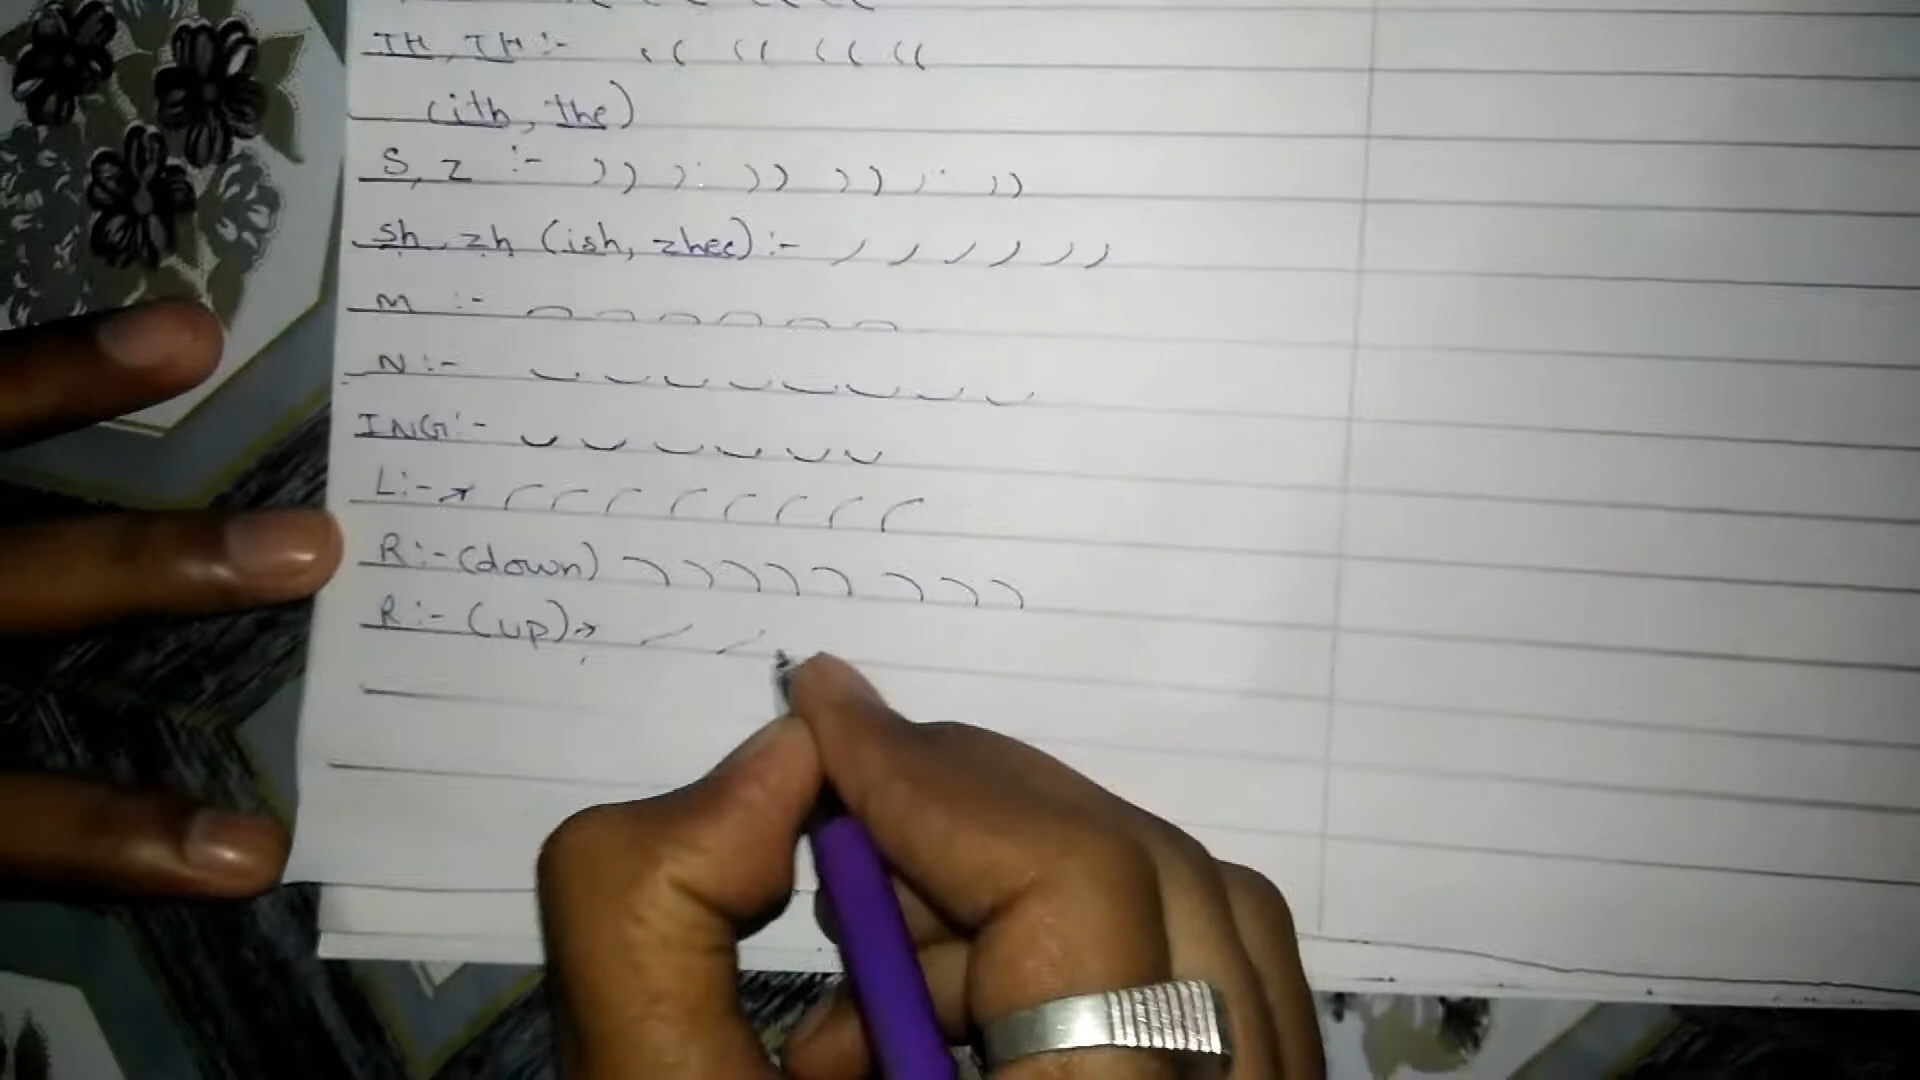 TH, TH :-
(ith, the)
S, Z :-
sh, zh (ish, zhee) :-
M :-
N :-
ING :-
L :- →
R :- (down)
R :- (up) →